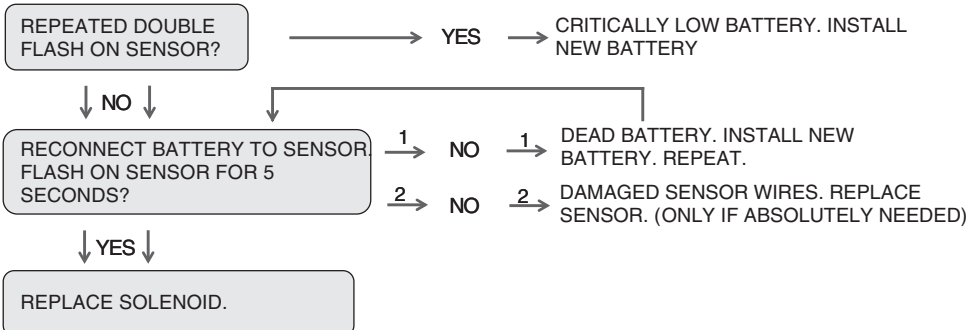 REPEATED DOUBLE
FLASH ON SENSOR?
YES
CRITICALLY LOW BATTERY. INSTALL
NEW BATTERY
NO
RECONNECT BATTERY TO SENSOR.
FLASH ON SENSOR FOR 5
SECONDS?
1
NO
1
DEAD BATTERY. INSTALL NEW
BATTERY. REPEAT.
2
NO
2
DAMAGED SENSOR WIRES. REPLACE
SENSOR. (ONLY IF ABSOLUTELY NEEDED)
YES
REPLACE SOLENOID.